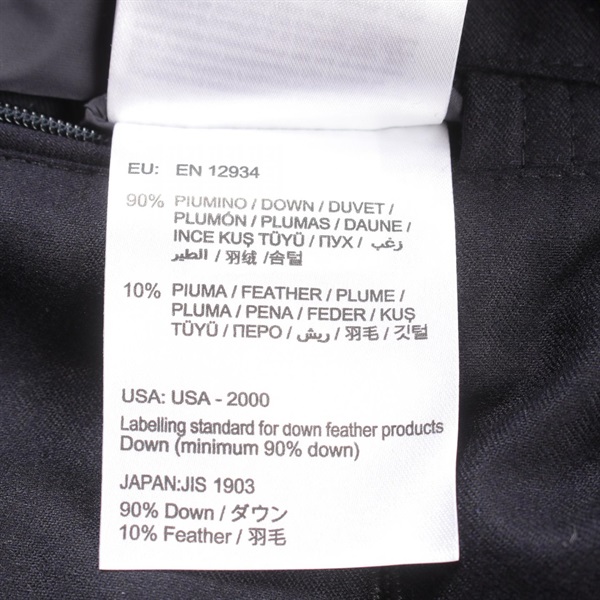 EU: EN 12934
90% PIUMINO / DOWN / DUVET /
PLUMÓN / PLUMAS / DAUNE /
INCE KUŞ TÜYÜ / ПУХ / زغب
الطير / 羽绒 /솜털
10% PIUMA / FEATHER / PLUME /
PLUMA / PENA / FEDER / KUŞ
TÜYÜ / ПЕРО / ريش / 羽毛 / 깃털
USA: USA - 2000
Labelling standard for down feather products
Down (minimum 90% down)
JAPAN:JIS 1903
90% Down / ダウン
10% Feather / 羽毛